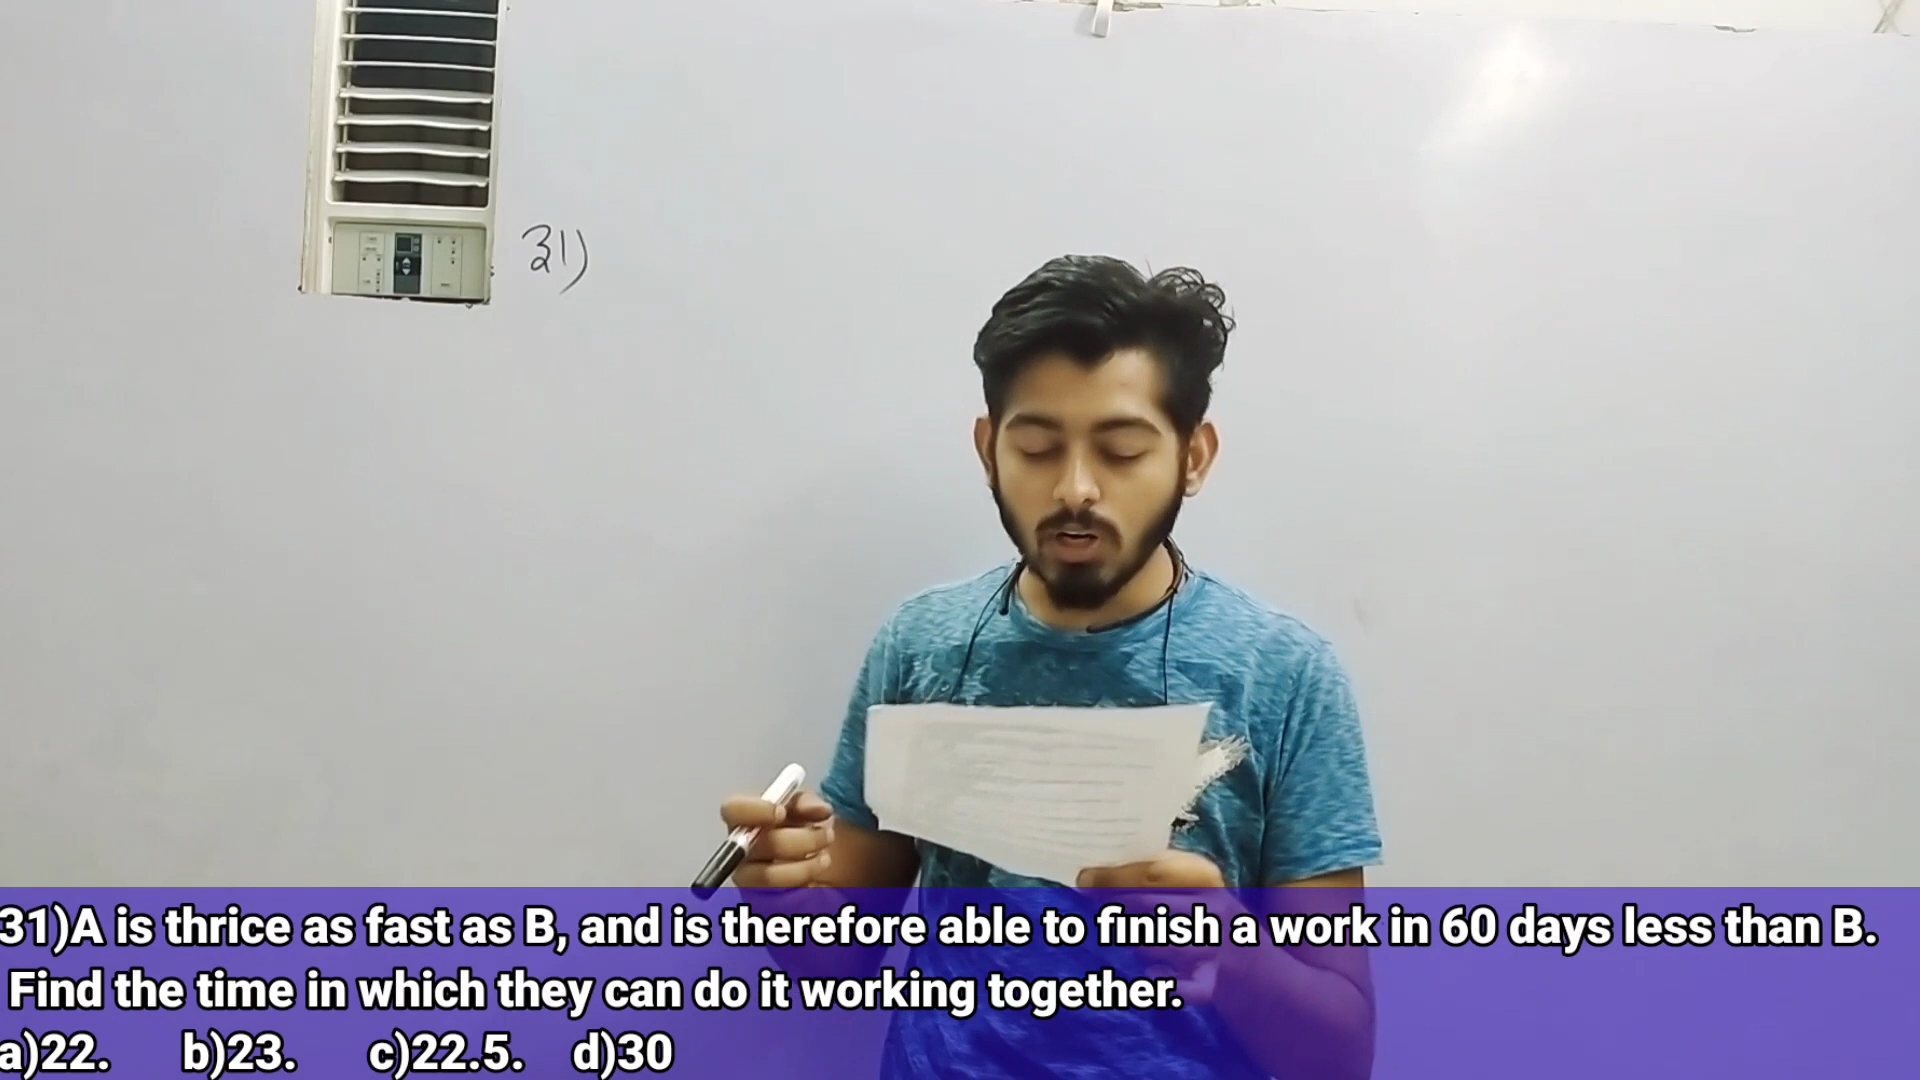 31)
31)A is thrice as fast as B, and is therefore able to finish a work in 60 days less than B.
Find the time in which they can do it working together.
a)22. b)23. c)22.5. d)30